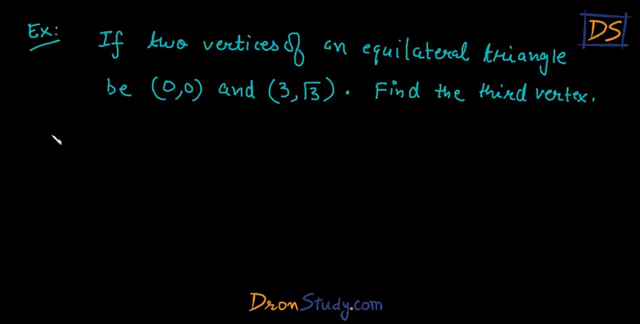 Ex: If two vertices of an equilateral triangle
DS
be (0,0) and (3,√3). Find the third vertex.
DronStudy.com